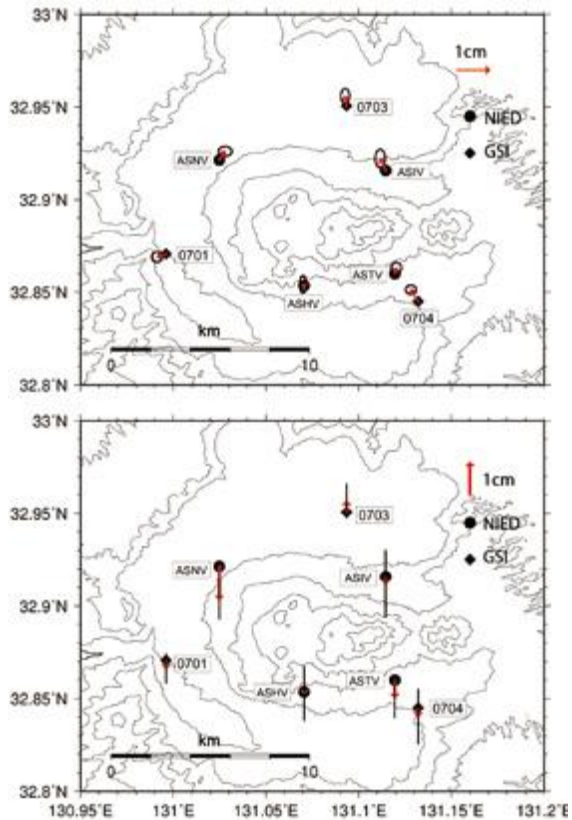 33°N
1cm
0703
32.95°N
NIED
GSI
ASNV
ASIV
32.9°N
0701
ASTV
ASHV
32.85°N
0704
km
0 10
32.8°N
33°N
1cm
0703
32.95°N
NIED
GSI
ASNV
ASIV
32.9°N
0701
ASTV
ASHV
32.85°N
0704
km
0 10
32.8°N
130.95°E 131°E 131.05°E 131.1°E 131.15°E 131.2°E